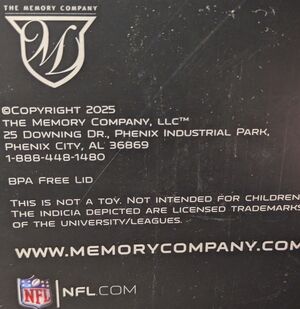 THE MEMORY COMPANY
M
©COPYRIGHT 2025
THE MEMORY COMPANY, LLC™
25 DOWNING DR., PHENIX INDUSTRIAL PARK,
PHENIX CITY, AL 36869
1-888-448-1480
BPA FREE LID
THIS IS NOT A TOY. NOT INTENDED FOR CHILDREN
THE INDICIA DEPICTED ARE LICENSED TRADEMARKS
OF THE UNIVERSITY/LEAGUES.
WWW.MEMORYCOMPANY.COM
NFL NFL.COM